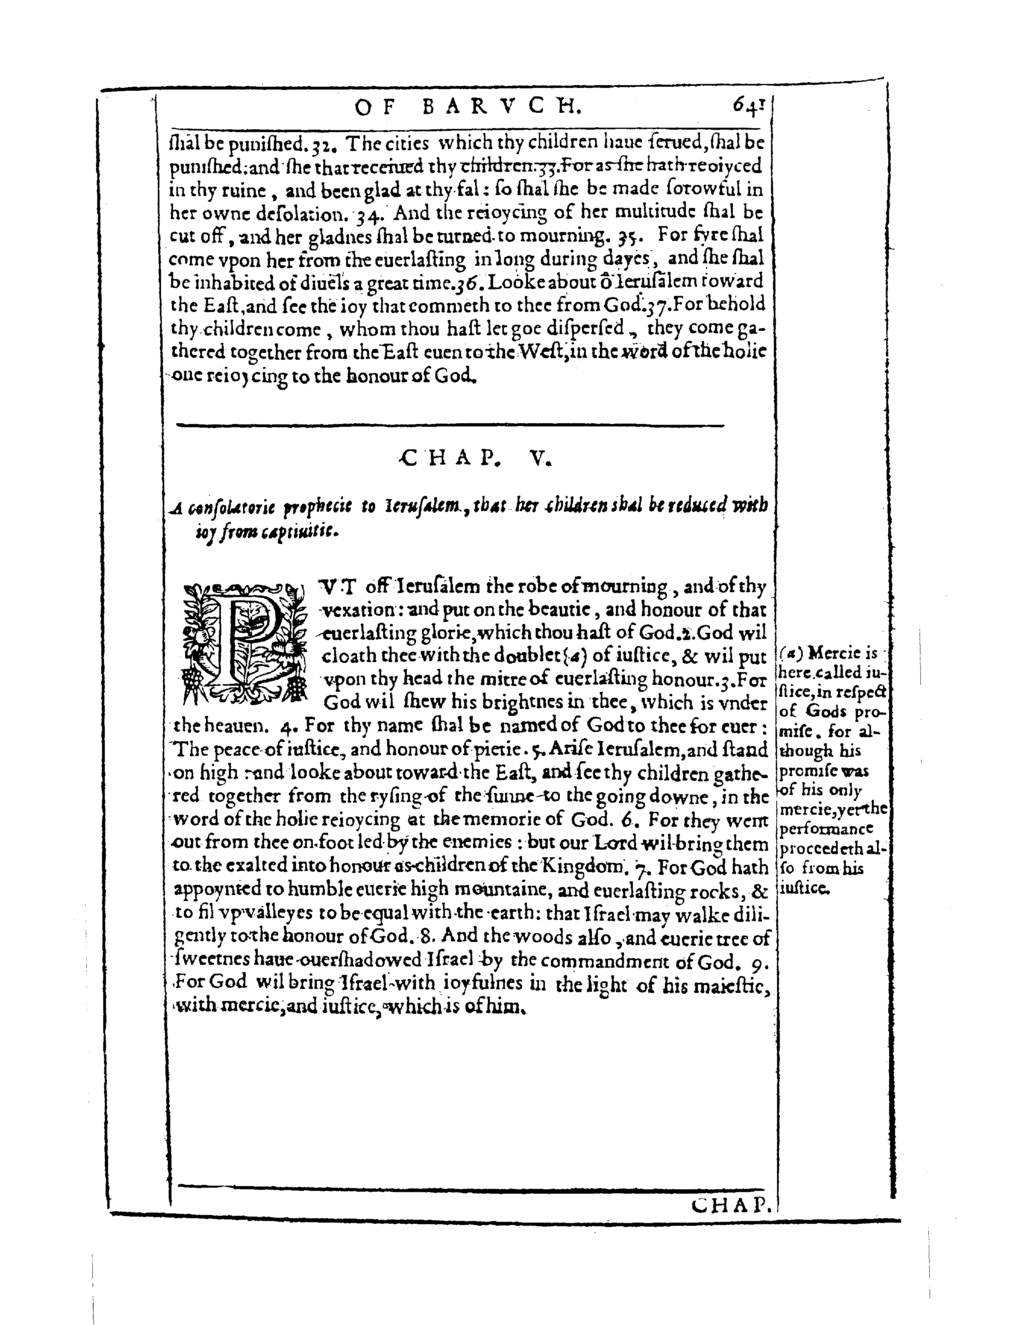 OF BARVCH. 641
ſhal be puniſhed. 32. The cities which thy children haue ſerued, ſhal be
puniſhed: and ſhe that receiued thy children. 33. For as ſhe hath reoiyced
in thy ruine, and been glad at thy fal: ſo ſhal ſhe be made ſorowful in
her owne deſolation. 34. And the reioycing of her multitude ſhal be
cut off, and her gladnes ſhal be turned to mourning. 35. For fyre ſhal
come vpon her from the euerlaſting in long during dayes, and ſhe ſhal
be inhabited of diuels a great time. 36. Looke about ô Ieruſalem toward
the Eaſt, and ſee the ioy that commeth to thee from God. 37. For behold
thy children come, whom thou haſt let goe diſperſed, they come ga-
thered together from the Eaſt euen to the Weſt, in the word of the holie
one reioycing to the honour of God.
CHAP. V.
A conſolatorie prophecie to Ieruſalem, that her children shal be reduced with
ioy from captiuitie.
PVT off Ieruſalem the robe of mourning, and of thy
vexation: and put on the beautie, and honour of that
euerlaſting glorie, which thou haſt of God. 2. God wil
cloath thee with the doublet (a) of iuſtice, & wil put
vpon thy head the mitre of euerlaſting honour. 3. For
God wil ſhew his brightnes in thee, which is vnder
the heauen. 4. For thy name ſhal be named of God to thee for euer:
The peace of iuſtice, and honour of pietie. 5. Ariſe Ieruſalem, and ſtand
on high: and looke about toward the Eaſt, and ſee thy children gathe-
red together from the ryſing of the ſunne to the going downe, in the
word of the holie reioycing at the memorie of God. 6. For they went
out from thee on foot led by the enemies: but our Lord wil bring them
to the exalted into honour as children of the Kingdom. 7. For God hath
appoynted to humble euerie high mountaine, and euerlaſting rocks, &
to fil vp valleyes to be equal with the earth: that Iſrael may walke dili-
gently to the honour of God. 8. And the woods alſo, and euerie tree of
ſweetnes haue ouerſhadowed Iſrael by the commandment of God. 9.
For God wil bring Iſrael with ioyfulnes in the light of his maieſtie,
with mercie, and iuſtice, which is of him.
(a) Mercie is
here called iu-
ſtice, in reſpect
of Gods pro-
miſe. for al-
though his
promiſe was
of his only
mercie, yet the
performance
proceedeth al-
ſo from his
iuſtice.
CHAP.